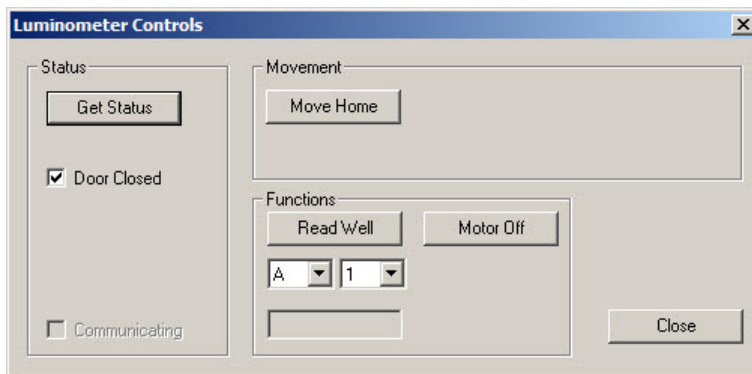 Luminometer Controls
Status
Get Status
Door Closed
Communicating
Movement
Move Home
Functions
Read Well
Motor Off
A
1
Close